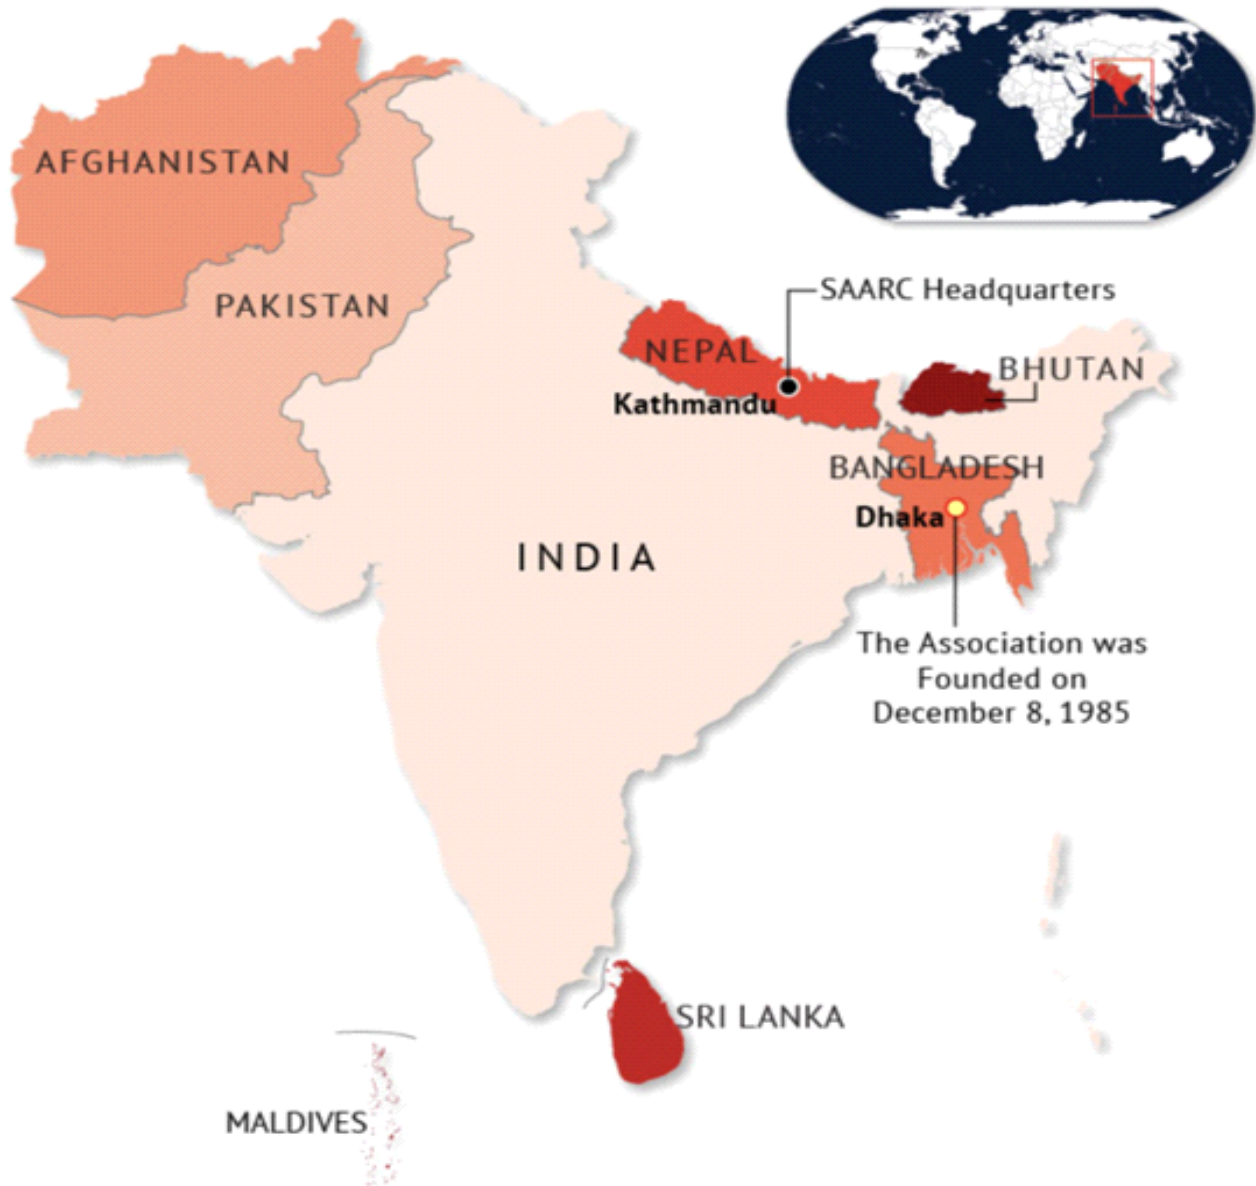 AFGHANISTAN
PAKISTAN
SAARC Headquarters
NEPAL
BHUTAN
Kathmandu
BANGLADESH
Dhaka
INDIA
The Association was
Founded on
December 8, 1985
SRI LANKA
MALDIVES